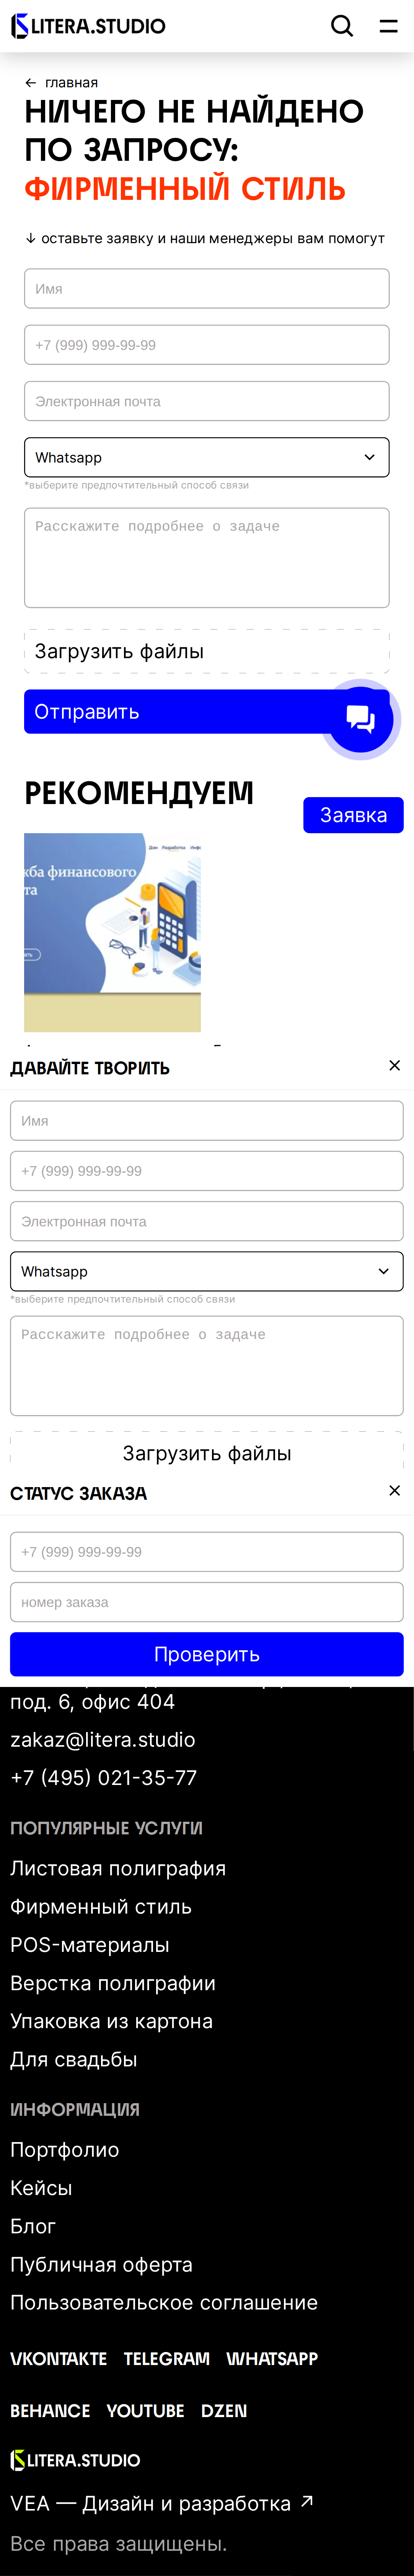 LITERA.STUDIO
← главная
НИЧЕГО НЕ НАЙДЕНО
ПО ЗАПРОСУ:
ФИРМЕННЫЙ СТИЛЬ
↓ оставьте заявку и наши менеджеры вам помогут
Имя
+7 (999) 999-99-99
Электронная почта
Whatsapp
*выберите предпочтительный способ связи
Расскажите подробнее о задаче
Загрузить файлы
Отправить
РЕКОМЕНДУЕМ
Заявка
жба финансового
та
ДАВАЙТЕ ТВОРИТЬ
Имя
+7 (999) 999-99-99
Электронная почта
Whatsapp
*выберите предпочтительный способ связи
Расскажите подробнее о задаче
Загрузить файлы
СТАТУС ЗАКАЗА
+7 (999) 999-99-99
номер заказа
Проверить
под. 6, офис 404
zakaz@litera.studio
+7 (495) 021-35-77
ПОПУЛЯРНЫЕ УСЛУГИ
Листовая полиграфия
Фирменный стиль
POS-материалы
Верстка полиграфии
Упаковка из картона
Для свадьбы
ИНФОРМАЦИЯ
Портфолио
Кейсы
Блог
Публичная оферта
Пользовательское соглашение
VKONTAKTE TELEGRAM WHATSAPP
BEHANCE YOUTUBE DZEN
LITERA.STUDIO
VEA — Дизайн и разработка ↗
Все права защищены.